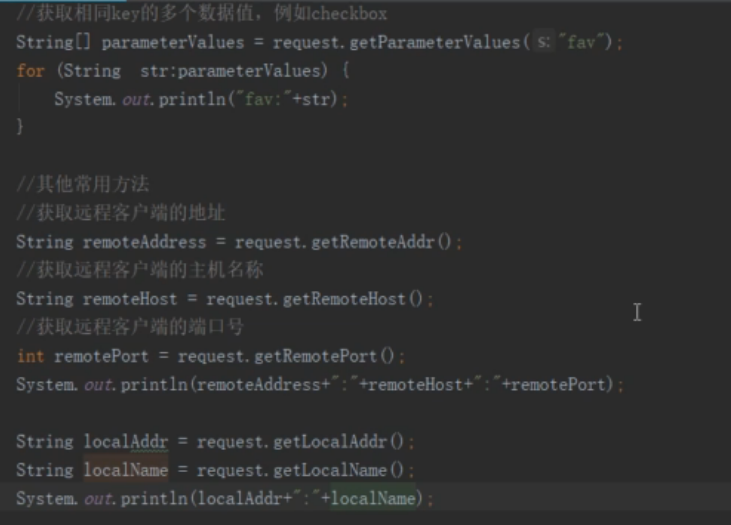 //获取相同key的多个数据值，例如checkbox
String[] parameterValues = request.getParameterValues( s: "fav");
for (String  str:parameterValues) {
    System.out.println("fav:"+str);
}
//其他常用方法
//获取远程客户端的地址
String remoteAddress = request.getRemoteAddr();
//获取远程客户端的主机名称
String remoteHost = request.getRemoteHost();
//获取远程客户端的端口号
int remotePort = request.getRemotePort();
System.out.println(remoteAddress+":"+remoteHost+":"+remotePort);
String localAddr = request.getLocalAddr();
String localName = request.getLocalName();
System.out.println(localAddr+":"+localName);